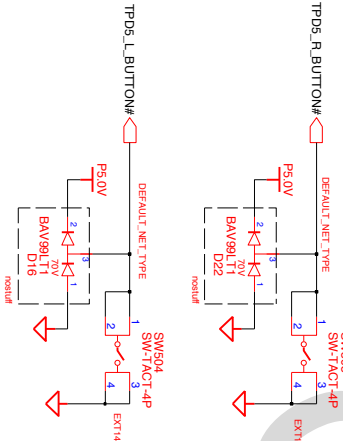 TPD5_R_BUTTON#
DEFAULT_NET_TYPE
SW-TACT-4P
1 3
2 4
P5.0V
3
2 1
BAV99LT1 70V
D22
nostuff
EXT1
TPD5_L_BUTTON#
DEFAULT_NET_TYPE
SW504
SW-TACT-4P
1 3
2 4
P5.0V
3
2 1
BAV99LT1 70V
D16
nostuff
EXT14